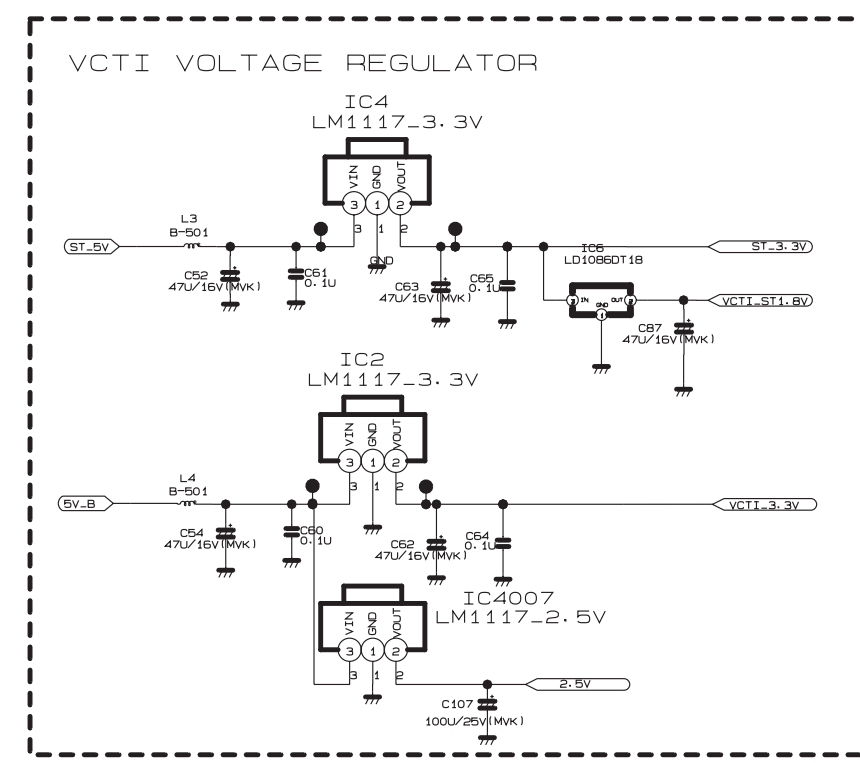 VCTI VOLTAGE REGULATOR
IC4
LM1117_3.3V
VIN
GND
VOUT
3
1
2
3
1
2
L3
B-501
ST_5V
GND
C52
47U/16V(MVK)
C61
0.1U
C63
47U/16V(MVK)
C65
0.1U
IC6
LD1086DT18
ST_3.3V
3
IN
GND
OUT
2
1
VCTI_ST1.8V
C87
47U/16V(MVK)
IC2
LM1117_3.3V
VIN
GND
VOUT
3
1
2
3
1
2
L4
B-501
5V_B
VCTI_3.3V
C54
47U/16V(MVK)
C60
0.1U
C62
47U/16V(MVK)
C64
0.1U
IC4007
LM1117_2.5V
VIN
GND
VOUT
3
1
2
3
1
2
2.5V
C107
100U/25V(MVK)